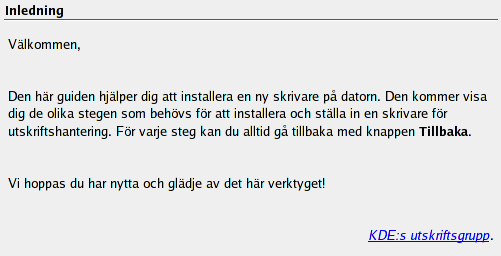 Inledning
Välkommen,
Den här guiden hjälper dig att installera en ny skrivare på datorn. Den kommer visa
dig de olika stegen som behövs för att installera och ställa in en skrivare för
utskriftshantering. För varje steg kan du alltid gå tillbaka med knappen Tillbaka.
Vi hoppas du har nytta och glädje av det här verktyget!
KDE:s utskriftsgrupp.